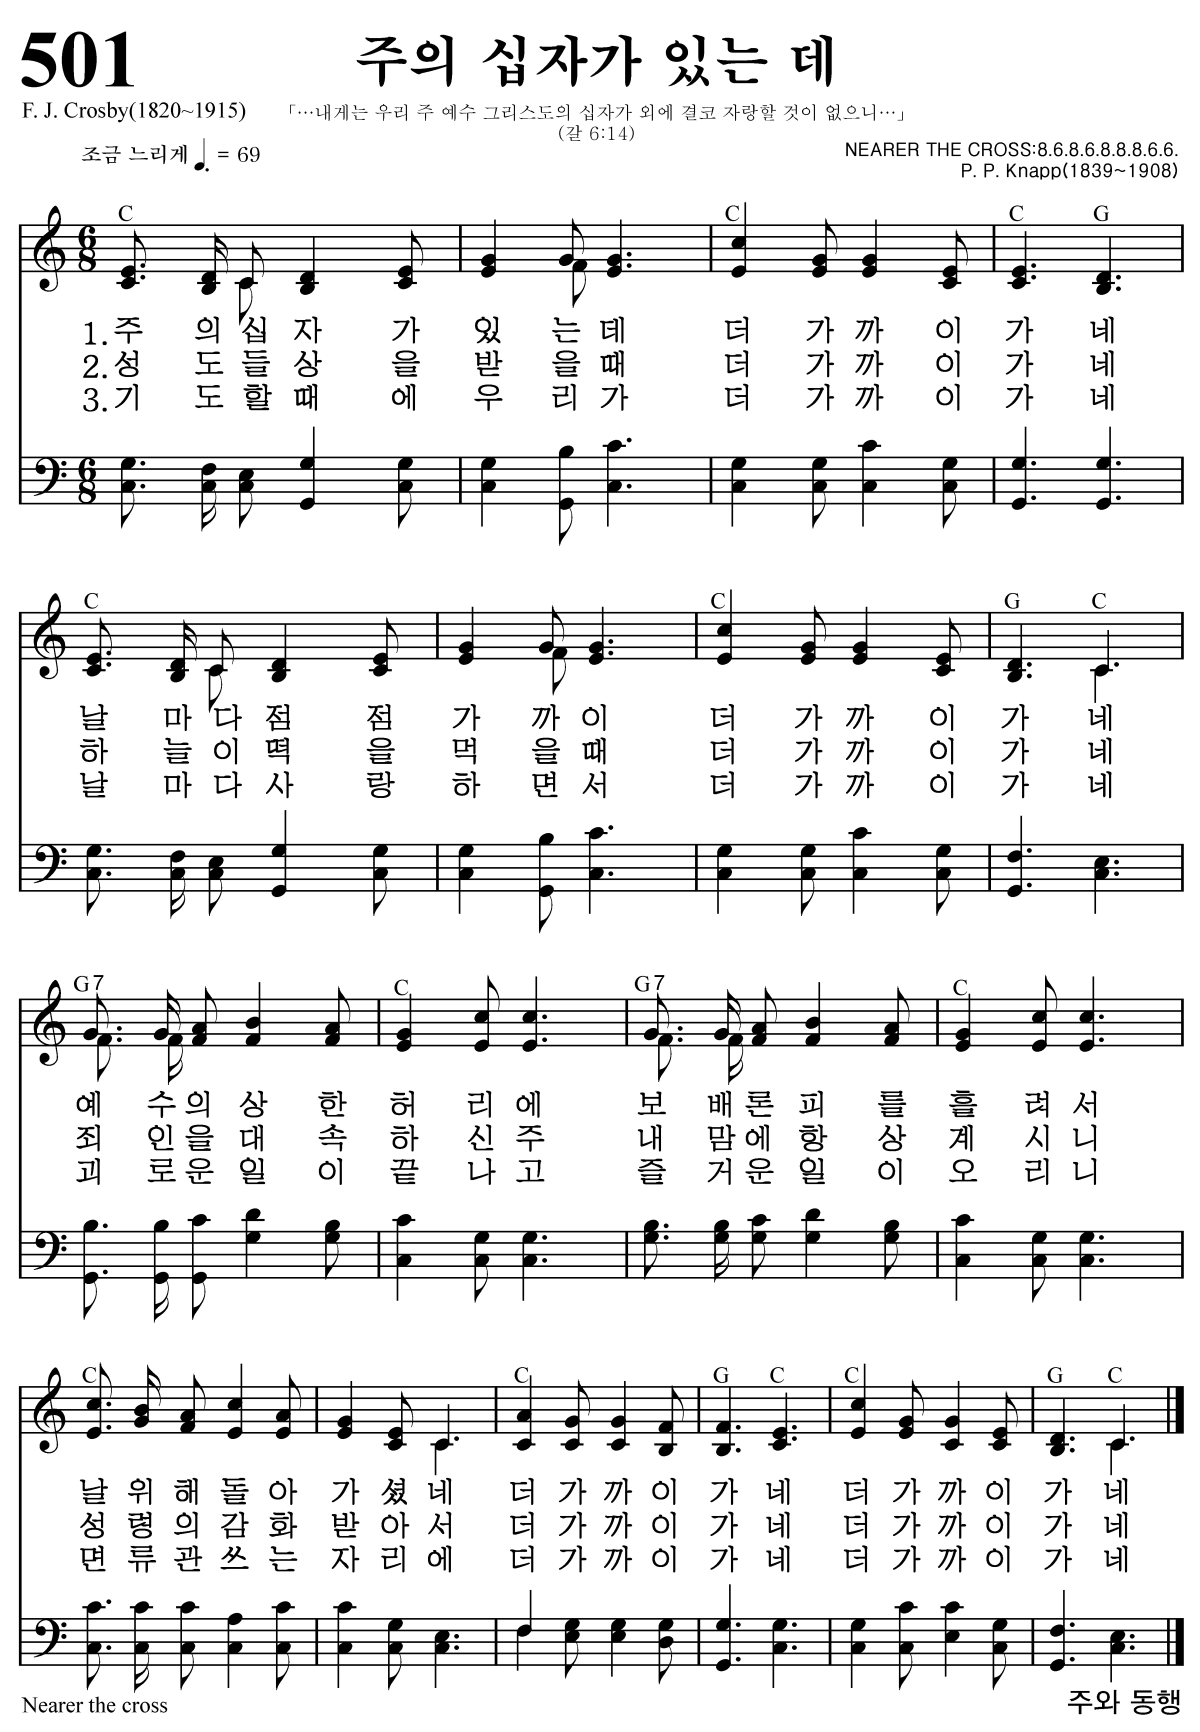 501
주의 십자가 있는 데
F. J. Crosby(1820~1915)
「···내게는 우리 주 예수 그리스도의 십자가 외에 결코 자랑할 것이 없으니···」
(갈 6:14)
조금 느리게 ♩. = 69
NEARER THE CROSS:8.6.8.6.8.8.8.6.6.
P. P. Knapp(1839~1908)
C C C G
6 8
1.주 의 십 자 가 있 는 데 더 가 까 이 가 네
2.성 도 들 상 을 받 을 때 더 가 까 이 가 네
3.기 도 할 때 에 우 리 가 더 가 까 이 가 네
6 8
C C G C
날 마 다 점 점 가 까 이 더 가 까 이 가 네
하 늘 이 떡 을 먹 을 때 더 가 까 이 가 네
날 마 다 사 랑 하 면 서 더 가 까 이 가 네
G7 C G7 C
예 수 의 상 한 허 리 에 보 배 론 피 를 흘 려 서
죄 인 을 대 속 하 신 주 내 맘 에 항 상 계 시 니
괴 로 운 일 이 끝 나 고 즐 거 운 일 이 오 리 니
C C G C C G C
날 위 해 돌 아 가 셨 네 더 가 까 이 가 네 더 가 까 이 가 네
성 령 의 감 화 받 아 서 더 가 까 이 가 네 더 가 까 이 가 네
면 류 관 쓰 는 자 리 에 더 가 까 이 가 네 더 가 까 이 가 네
Nearer the cross
주와 동행